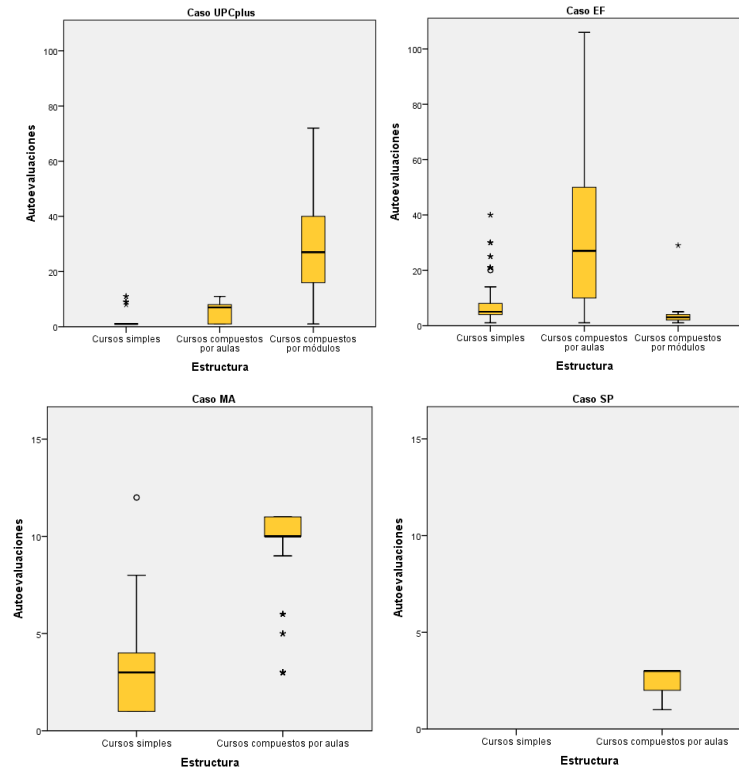 Caso UPCplus
100
80
60
40
20
0
Autoevaluaciones
Cursos simples
Cursos compuestos
por aulas
Cursos compuestos
por módulos
Estructura
Caso EF
100
80
60
40
20
0
Autoevaluaciones
Cursos simples
Cursos compuestos
por aulas
Cursos compuestos
por módulos
Estructura
Caso MA
15
10
5
0
Autoevaluaciones
Cursos simples
Cursos compuestos por aulas
Estructura
Caso SP
15
10
5
0
Autoevaluaciones
Cursos simples
Cursos compuestos por aulas
Estructura